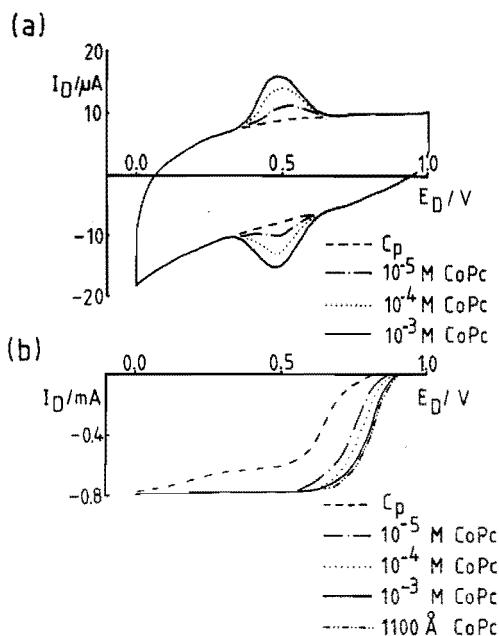 (a)
20
I_D/µA
10
0.0 0.5 1.0
E_D/V
-10
-20
C_p
10⁻⁵ M CoPc
10⁻⁴ M CoPc
10⁻³ M CoPc
(b)
0.0 0.5 1.0
I_D/mA E_D/V
-0.4
-0.8
C_p
10⁻⁵ M CoPc
10⁻⁴ M CoPc
10⁻³ M CoPc
1100 Å CoPc